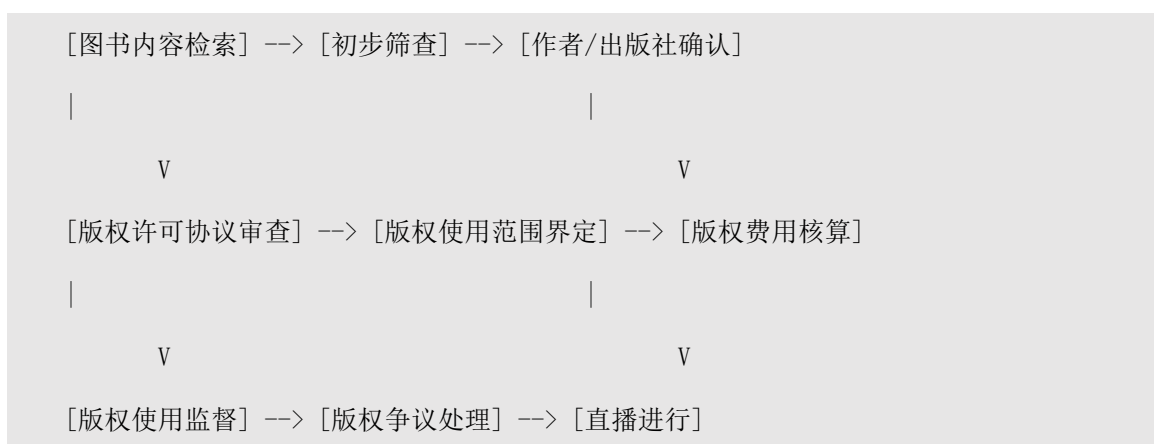 [图书内容检索] --> [初步筛查] --> [作者/出版社确认]
| |
V V
[版权许可协议审查] --> [版权使用范围界定] --> [版权费用核算]
| |
V V
[版权使用监督] --> [版权争议处理] --> [直播进行]